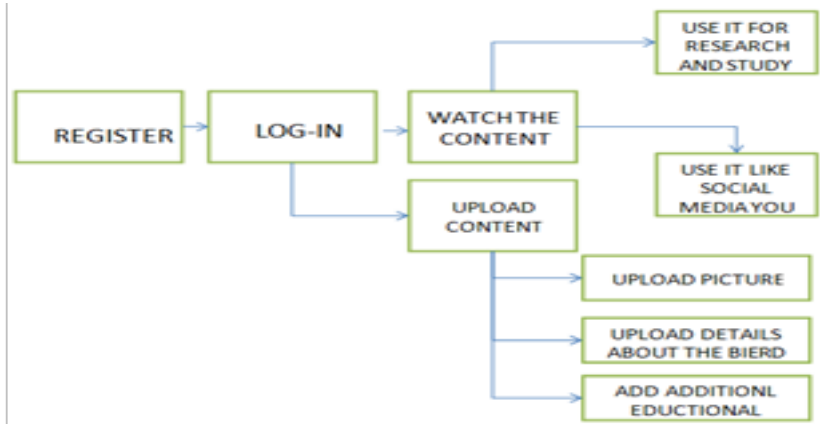 USE IT FOR
RESEARCH
AND STUDY
REGISTER
LOG-IN
WATCH THE
CONTENT
USE IT LIKE
SOCIAL
MEDIA YOU
UPLOAD
CONTENT
UPLOAD PICTURE
UPLOAD DETAILS
ABOUT THE BIERD
ADD ADDITIONL
EDUCTIONAL